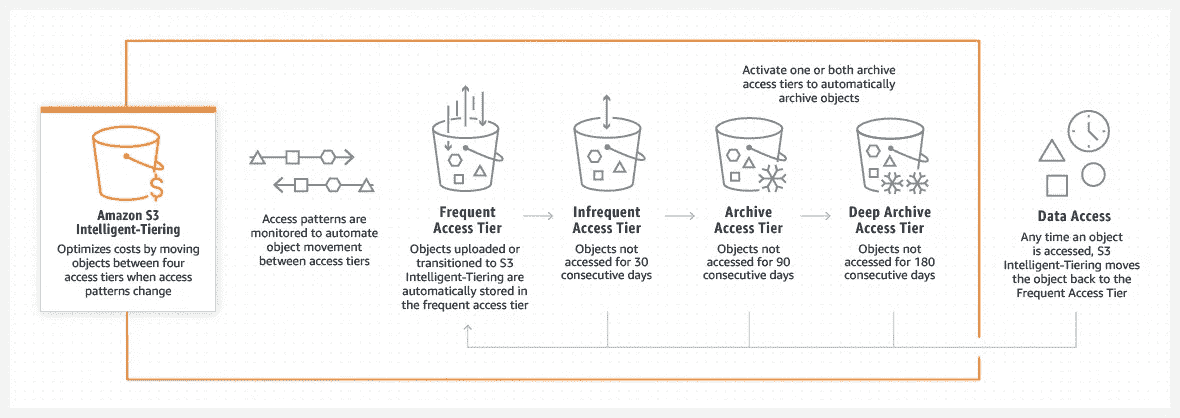 Amazon S3
Intelligent-Tiering
Optimizes costs by moving
objects between four
access tiers when access
patterns change
Access patterns are
monitored to automate
object movement
between access tiers
Frequent
Access Tier
Objects uploaded or
transitioned to S3
Intelligent-Tiering are
automatically stored in
the frequent access tier
Infrequent
Access Tier
Objects not
accessed for 30
consecutive days
Activate one or both archive
access tiers to automatically
archive objects
Archive
Access Tier
Objects not
accessed for 90
consecutive days
Deep Archive
Access Tier
Objects not
accessed for 180
consecutive days
Data Access
Any time an object
is accessed, S3
Intelligent-Tiering moves
the object back to the
Frequent Access Tier